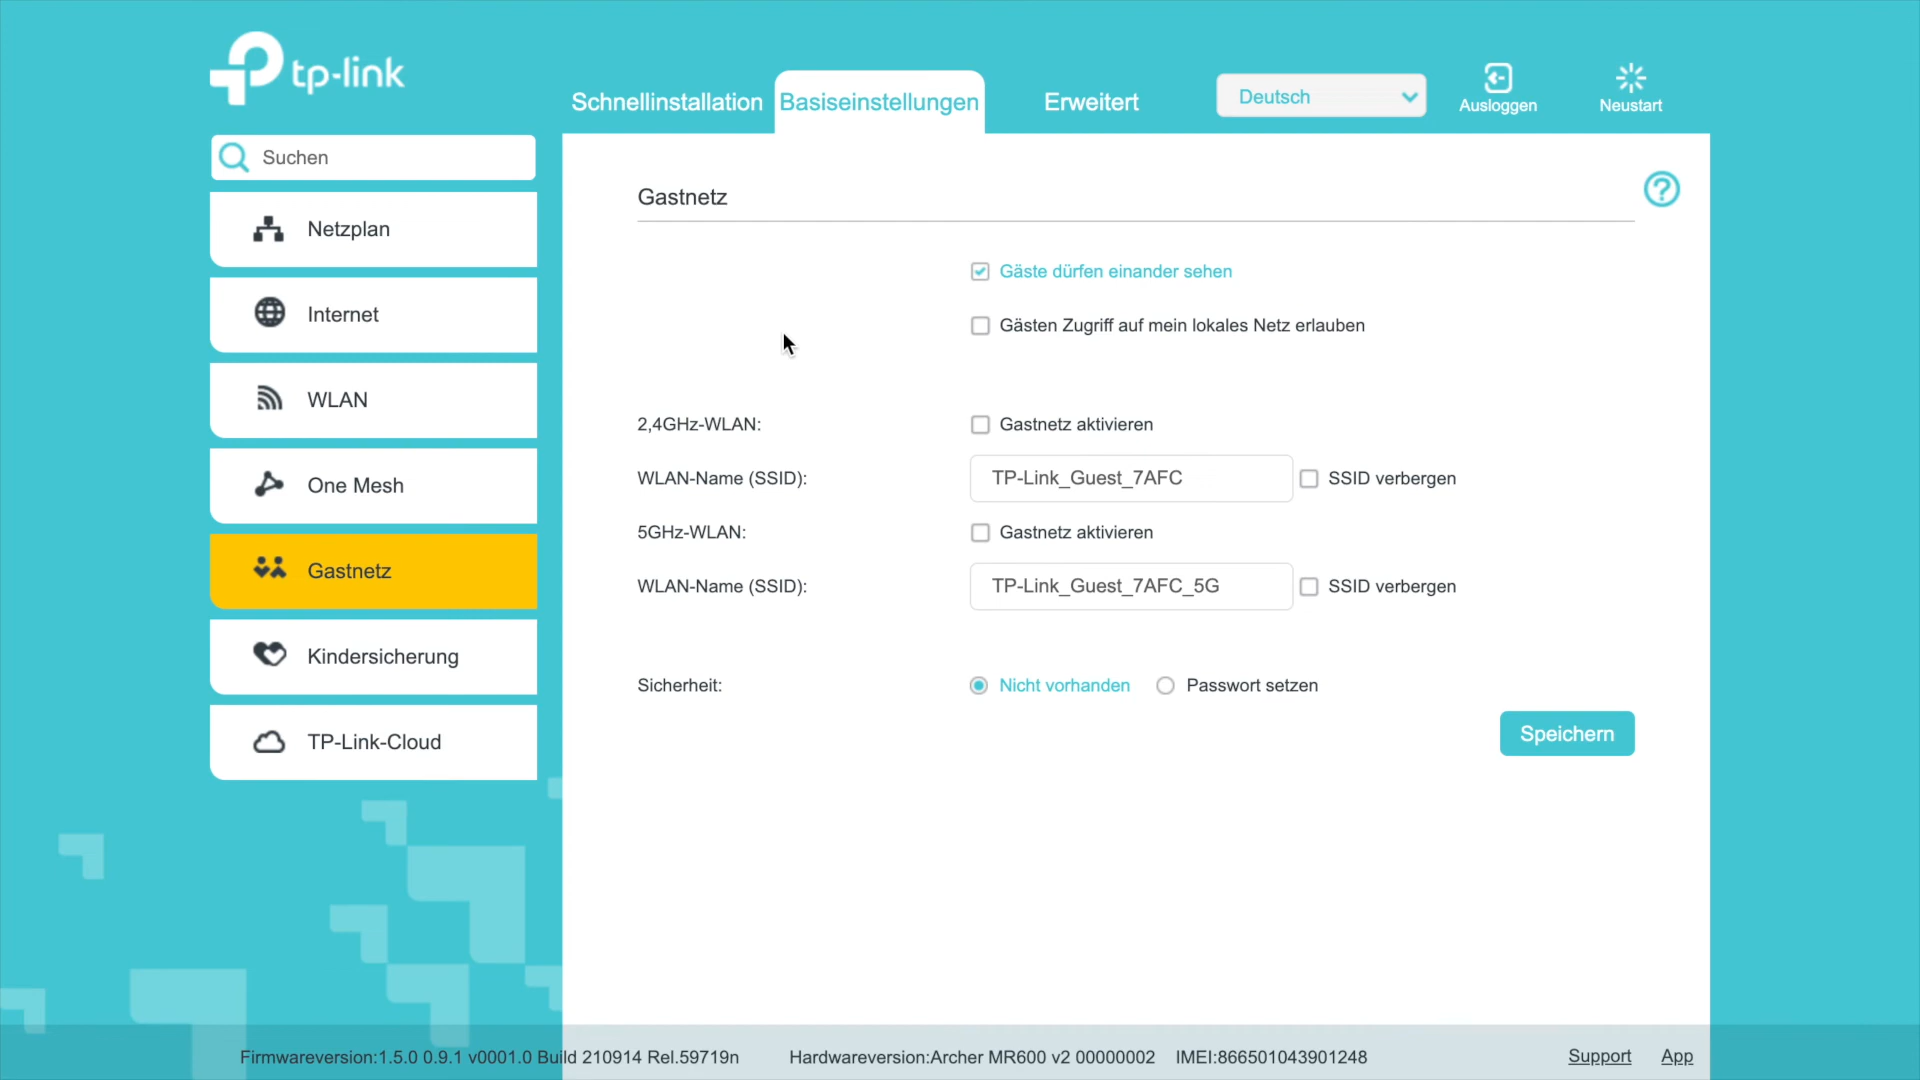 tp-link
Schnellinstallation Basiseinstellungen Erweitert Deutsch Ausloggen Neustart
Suchen
Netzplan
Internet
WLAN
One Mesh
Gastnetz
Kindersicherung
TP-Link-Cloud
Gastnetz
Gäste dürfen einander sehen
Gästen Zugriff auf mein lokales Netz erlauben
2,4GHz-WLAN: Gastnetz aktivieren
WLAN-Name (SSID): TP-Link_Guest_7AFC SSID verbergen
5GHz-WLAN: Gastnetz aktivieren
WLAN-Name (SSID): TP-Link_Guest_7AFC_5G SSID verbergen
Sicherheit: Nicht vorhanden Passwort setzen
Speichern
Firmwareversion:1.5.0 0.9.1 v0001.0 Build 210914 Rel.59719n Hardwareversion:Archer MR600 v2 00000002 IMEI:866501043901248 Support App